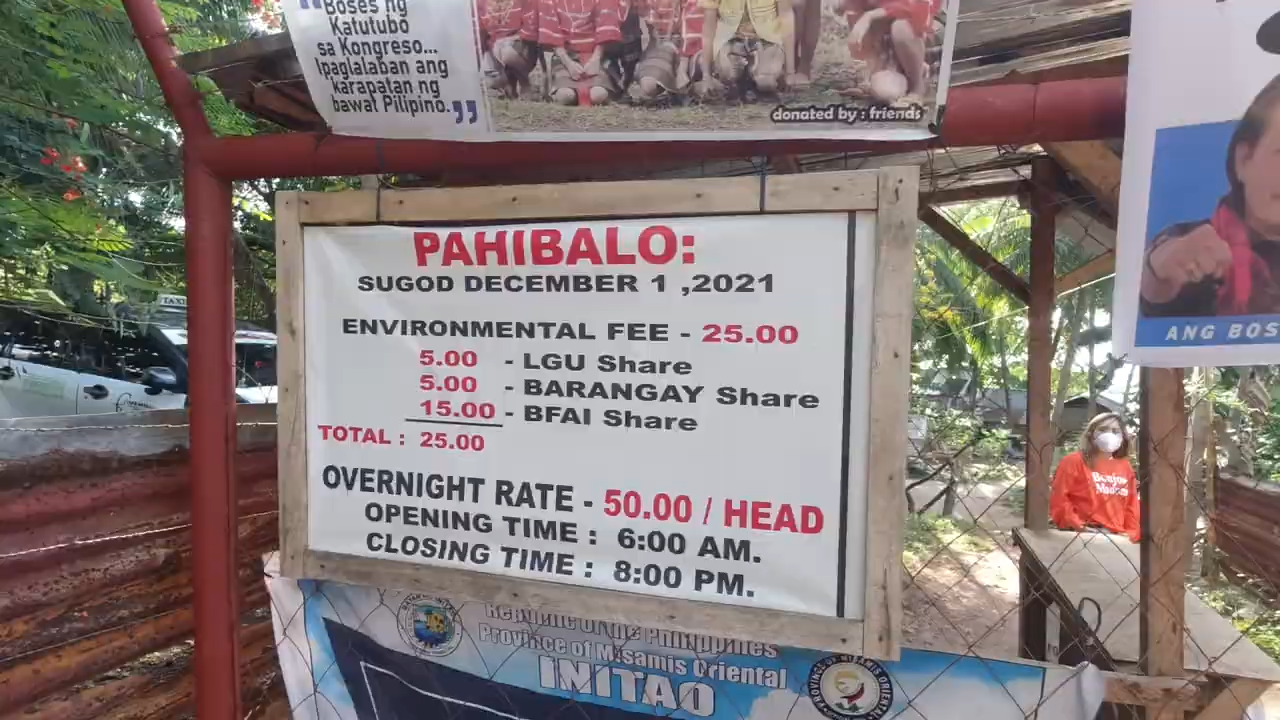 “Boses ng
Katutubo
sa Kongreso...
Ipaglalaban ang
karapatan ng
bawat Pilipino.”
donated by : friends
PAHIBALO:
SUGOD DECEMBER 1 ,2021
ENVIRONMENTAL FEE - 25.00
5.00 - LGU Share
5.00 - BARANGAY Share
15.00 - BFAI Share
TOTAL : 25.00
OVERNIGHT RATE - 50.00 / HEAD
OPENING TIME : 6:00 AM.
CLOSING TIME : 8:00 PM.
Republic of the Philippines
Province of Misamis Oriental
INITAO
ANG BOS
TAXI